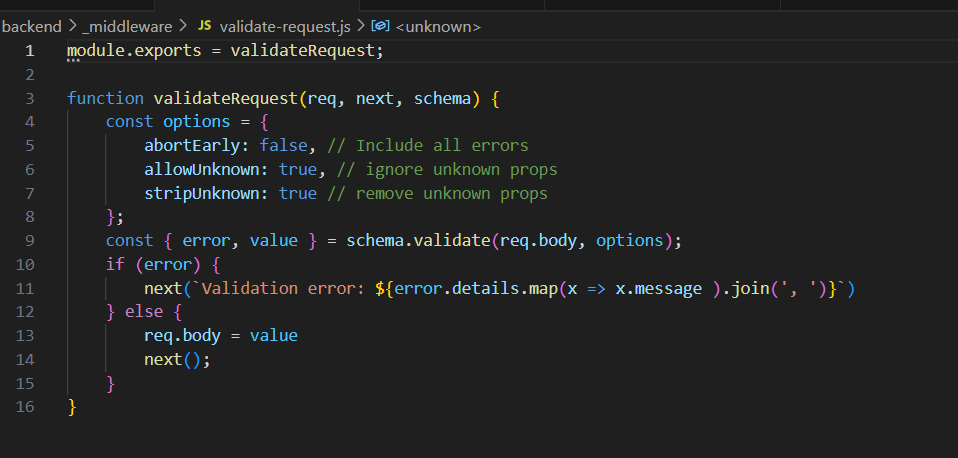 backend > _middleware > JS validate-request.js > <unknown>
1 module.exports = validateRequest;
2
3 function validateRequest(req, next, schema) {
4     const options = {
5         abortEarly: false, // Include all errors
6         allowUnknown: true, // ignore unknown props
7         stripUnknown: true // remove unknown props
8     };
9     const { error, value } = schema.validate(req.body, options);
10     if (error) {
11         next(`Validation error: ${error.details.map(x => x.message ).join(', ')}`)
12     } else {
13         req.body = value
14         next();
15     }
16 }